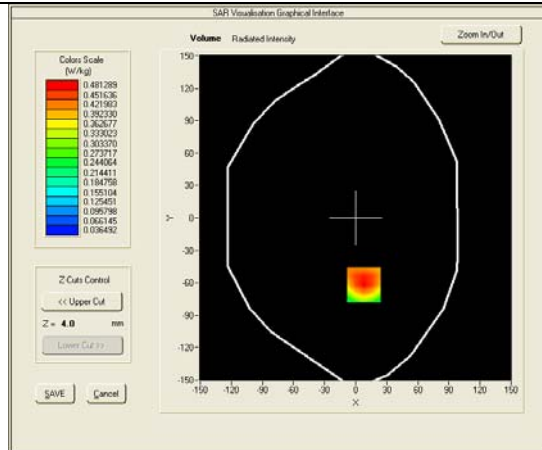 SAR Visualisation Graphical Interface
Volume Radiated Intensity
Zoom In/Out
Colors Scale
(W/kg)
0.481289
0.451636
0.421983
0.392330
0.362677
0.333023
0.303370
0.273717
0.244064
0.214411
0.184758
0.155104
0.125451
0.095798
0.066145
0.036492
Z Cuts Control
<< Upper Cut
Z = 4.0 mm
Lower Cut >>
SAVE
Cancel
150
120
90
60
30
0
-30
-60
-90
-120
-150
Y
-150 -120 -90 -60 -30 0 30 60 90 120 150
X